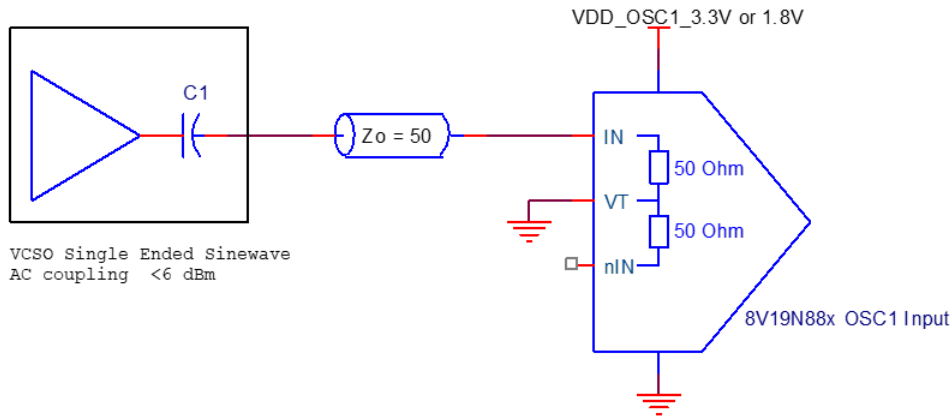 VDD_OSC1_3.3V or 1.8V
C1
Zo = 50
IN
50 Ohm
VT
50 Ohm
nIN
VCSO Single Ended Sinewave
AC coupling <6 dBm
8V19N88x OSC1 Input